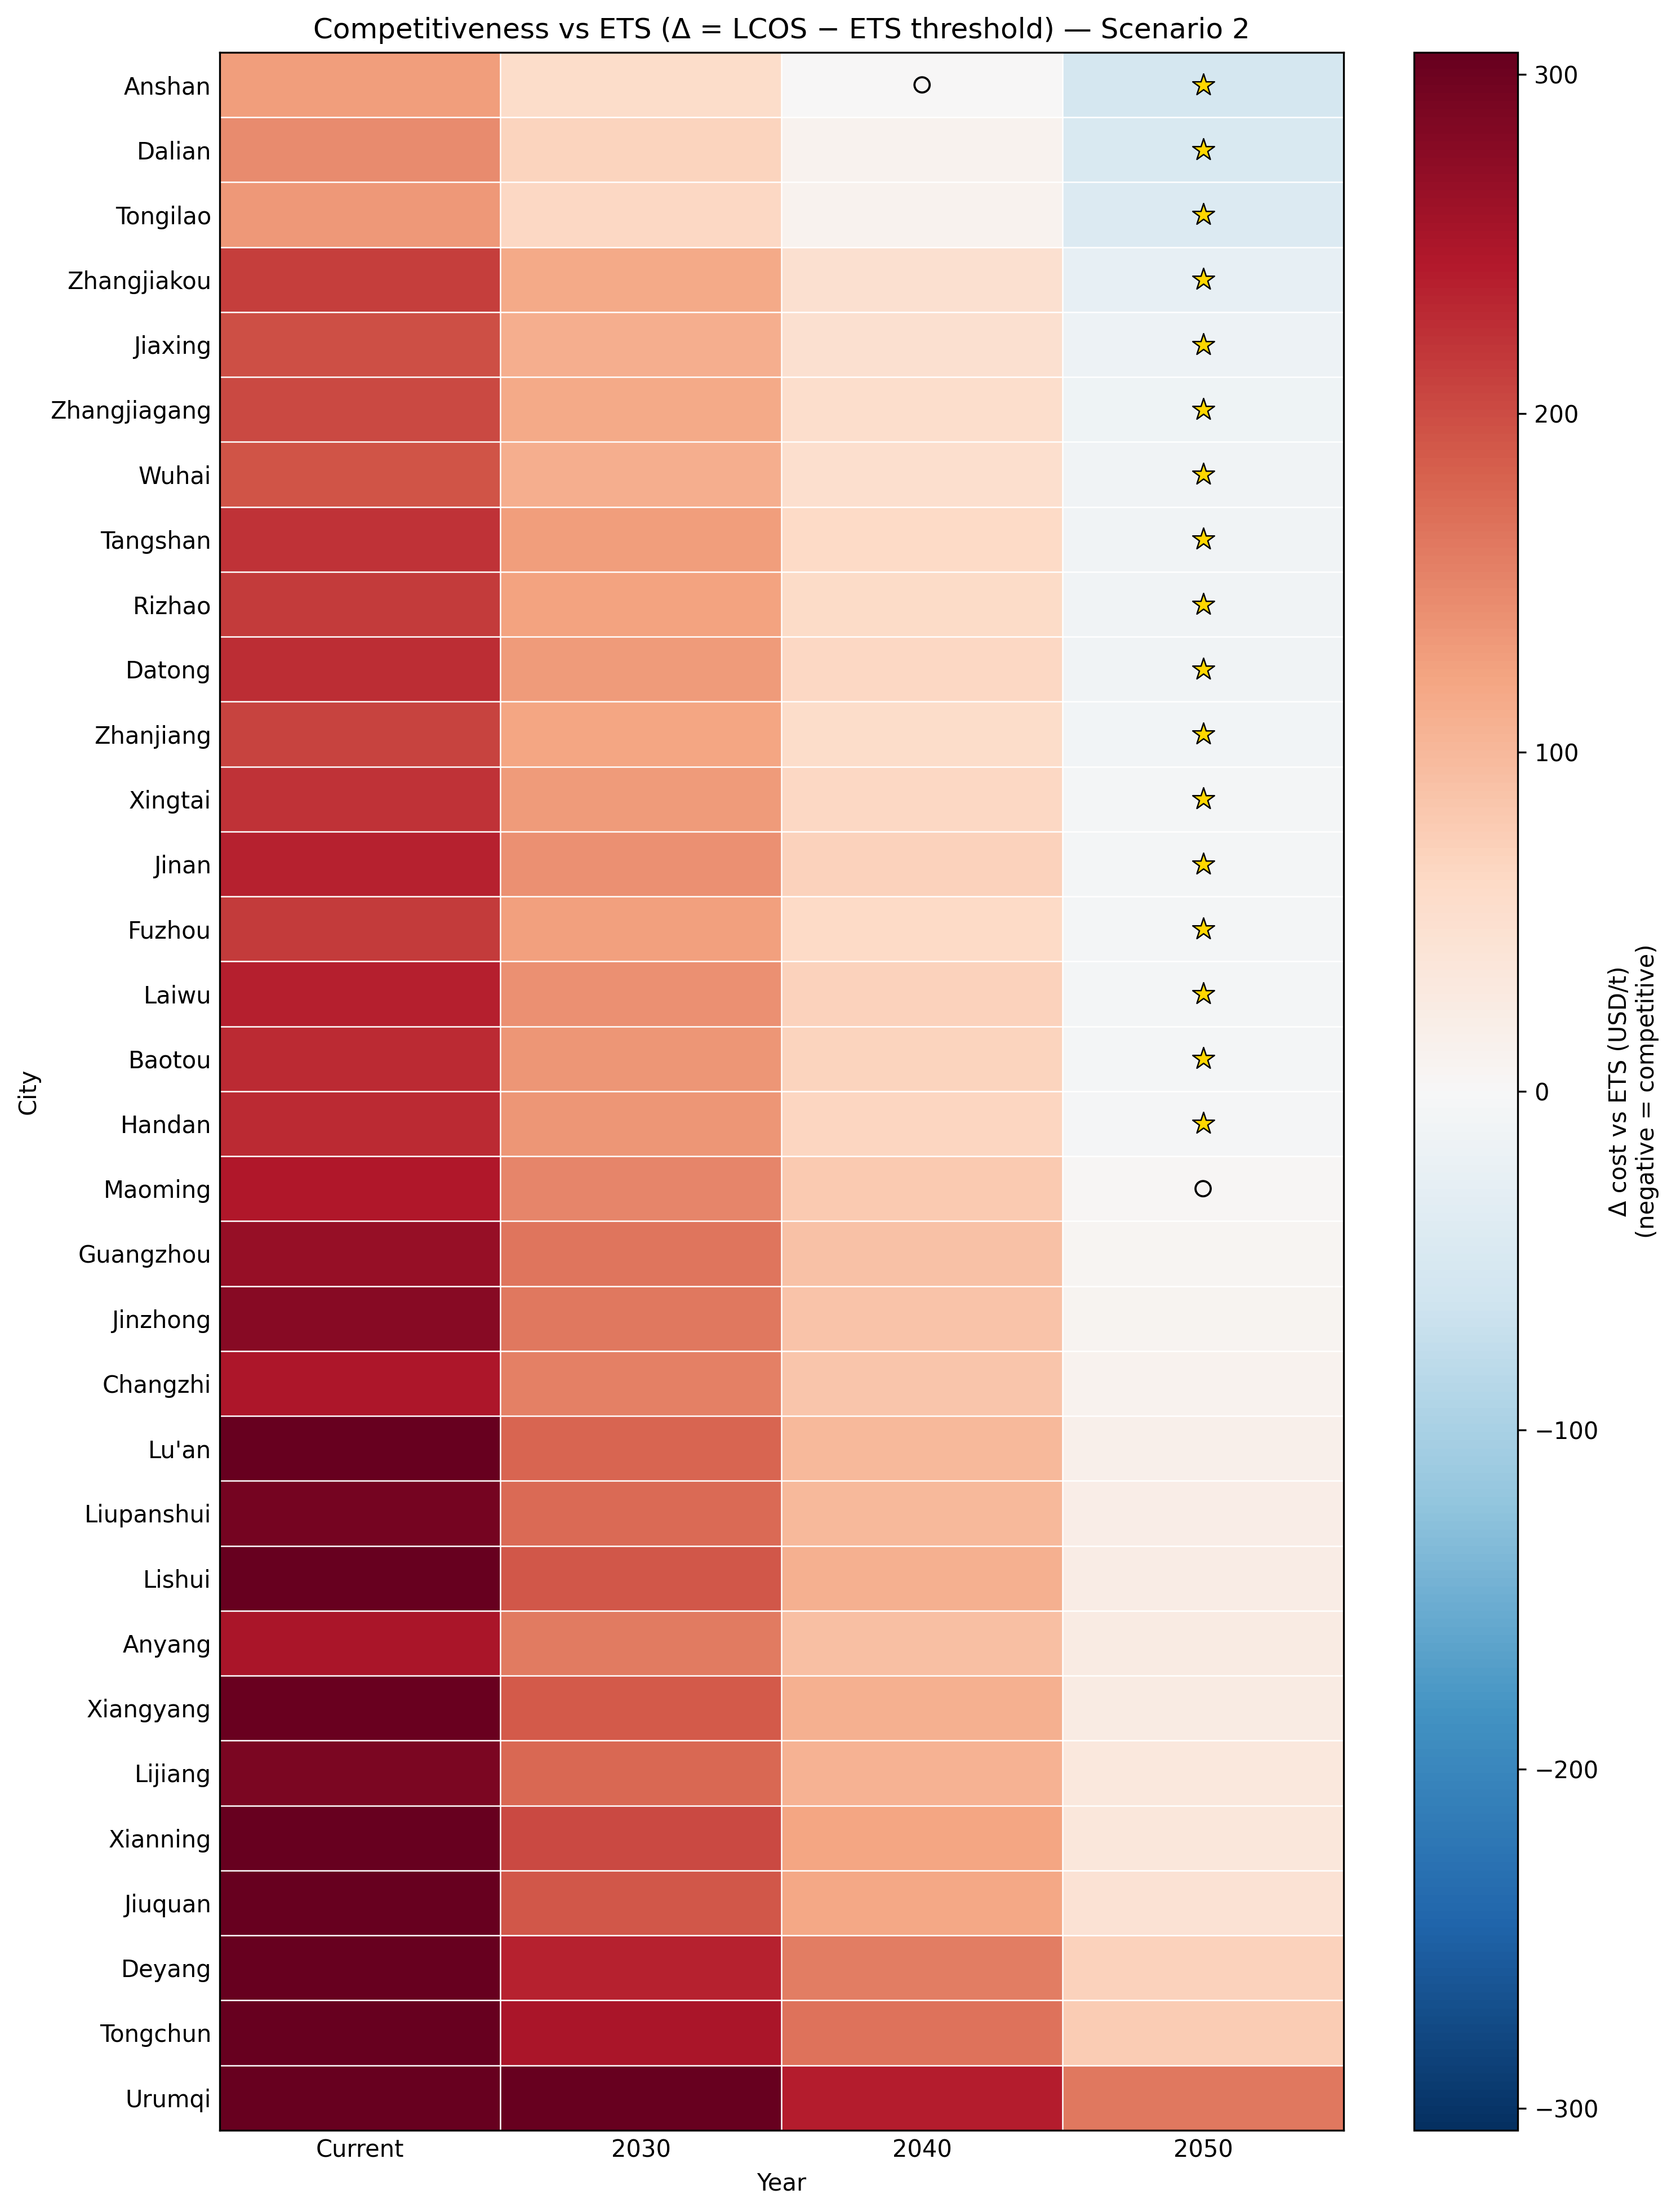 Competitiveness vs ETS (Δ = LCOS − ETS threshold) — Scenario 2
City
Anshan
Dalian
Tongilao
Zhangjiakou
Jiaxing
Zhangjiagang
Wuhai
Tangshan
Rizhao
Datong
Zhanjiang
Xingtai
Jinan
Fuzhou
Laiwu
Baotou
Handan
Maoming
Guangzhou
Jinzhong
Changzhi
Lu'an
Liupanshui
Lishui
Anyang
Xiangyang
Lijiang
Xianning
Jiuquan
Deyang
Tongchun
Urumqi
Current 2030 2040 2050
Year
300
200
100
0
−100
−200
−300
Δ cost vs ETS (USD/t)
(negative = competitive)